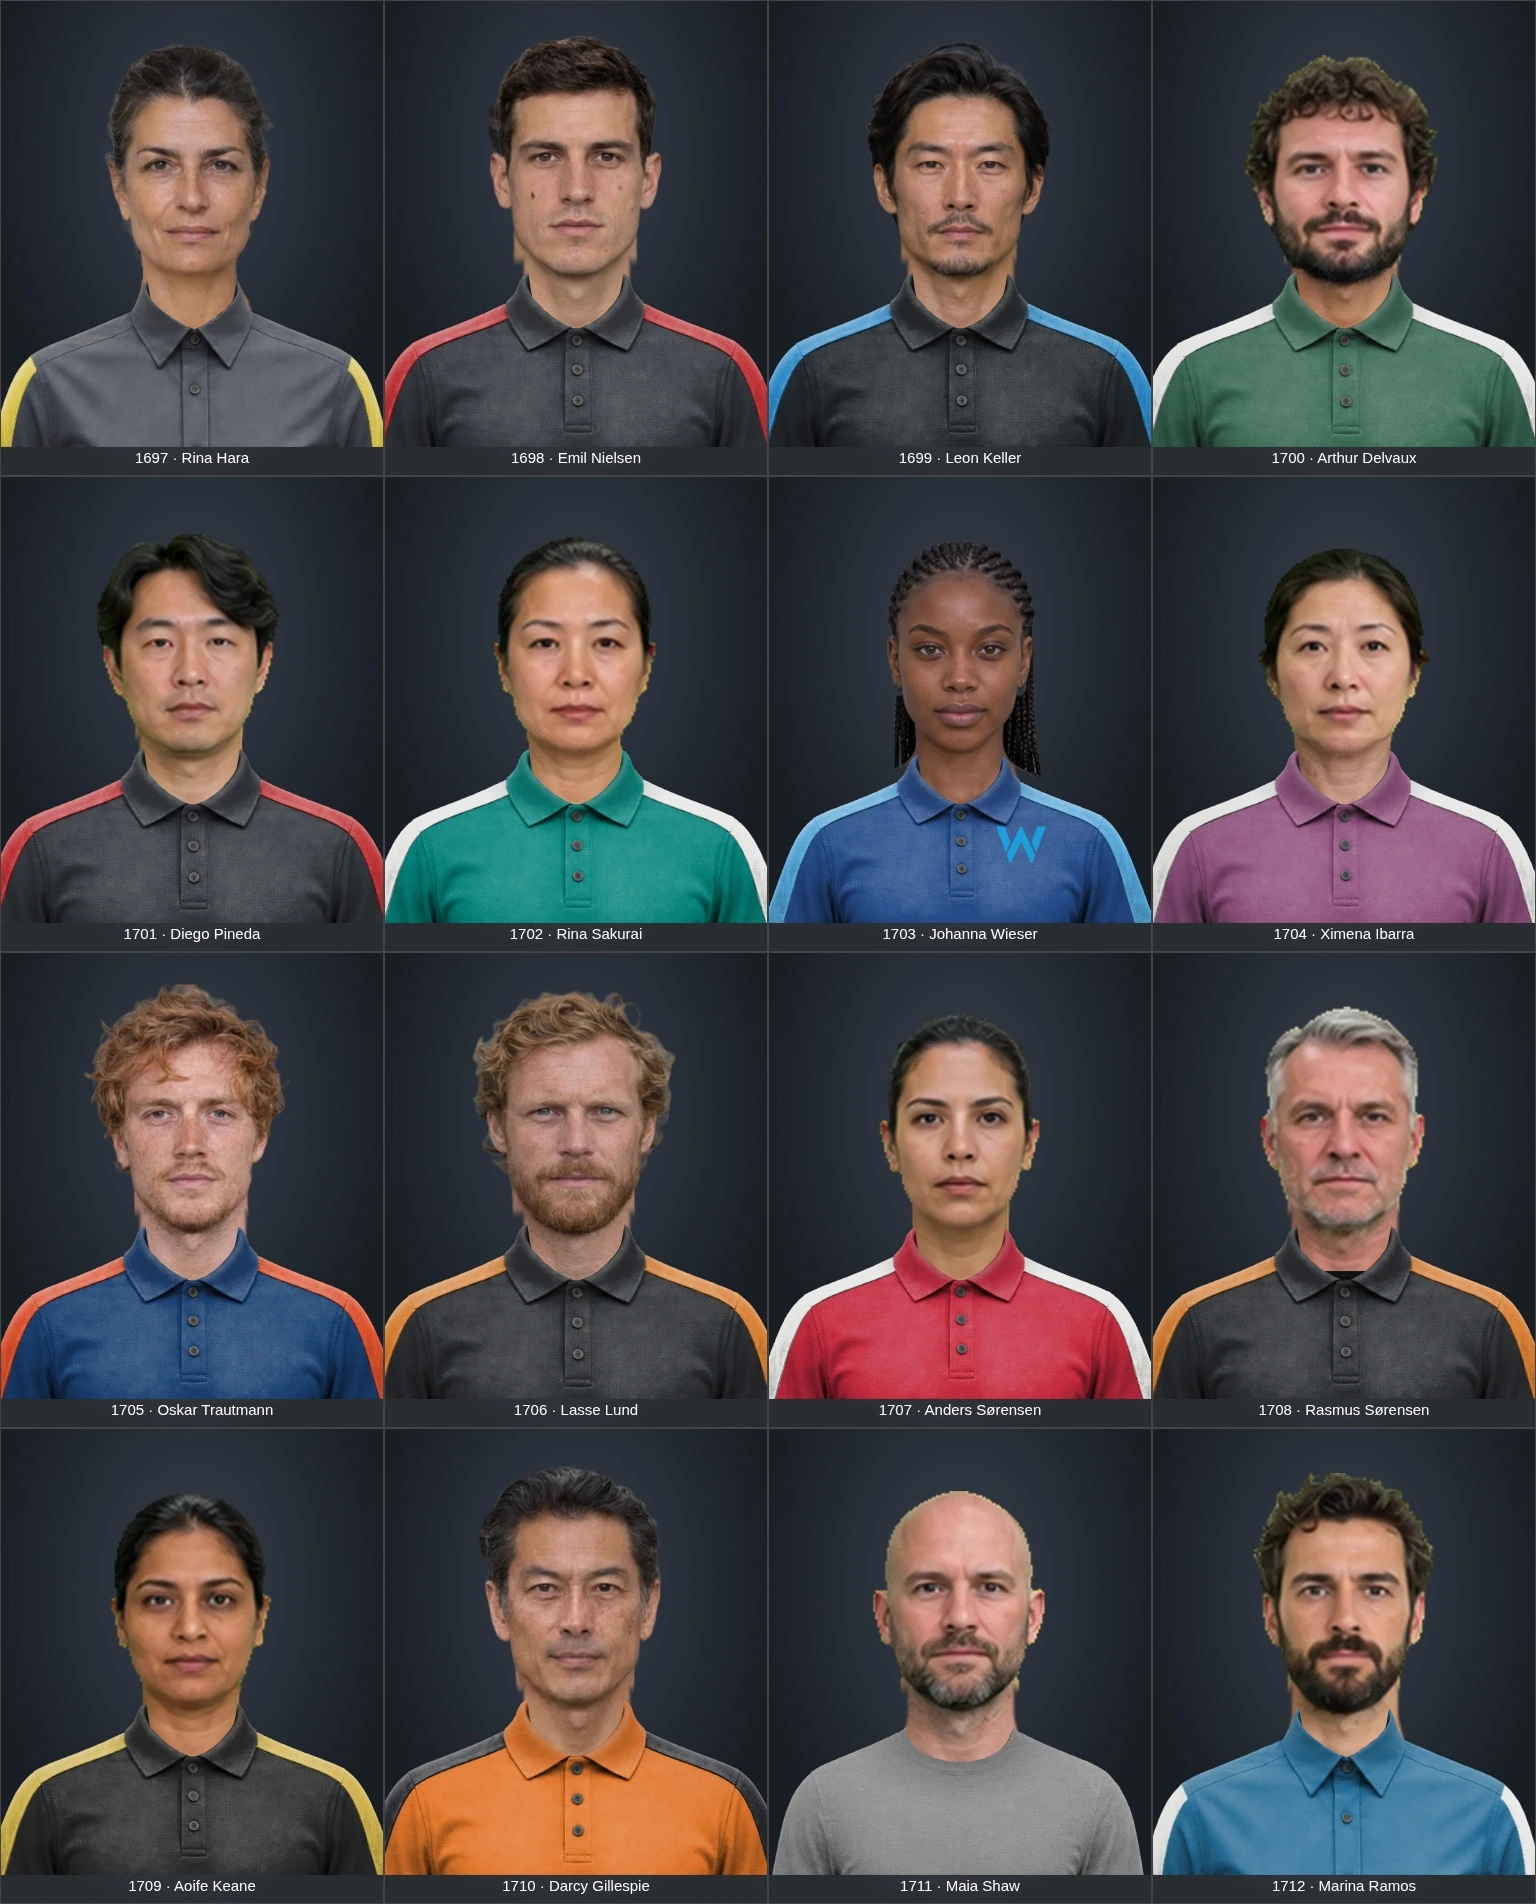 1697 · Rina Hara
1698 · Emil Nielsen
1699 · Leon Keller
1700 · Arthur Delvaux
1701 · Diego Pineda
1702 · Rina Sakurai
W
1703 · Johanna Wieser
1704 · Ximena Ibarra
1705 · Oskar Trautmann
1706 · Lasse Lund
1707 · Anders Sørensen
1708 · Rasmus Sørensen
1709 · Aoife Keane
1710 · Darcy Gillespie
1711 · Maia Shaw
1712 · Marina Ramos